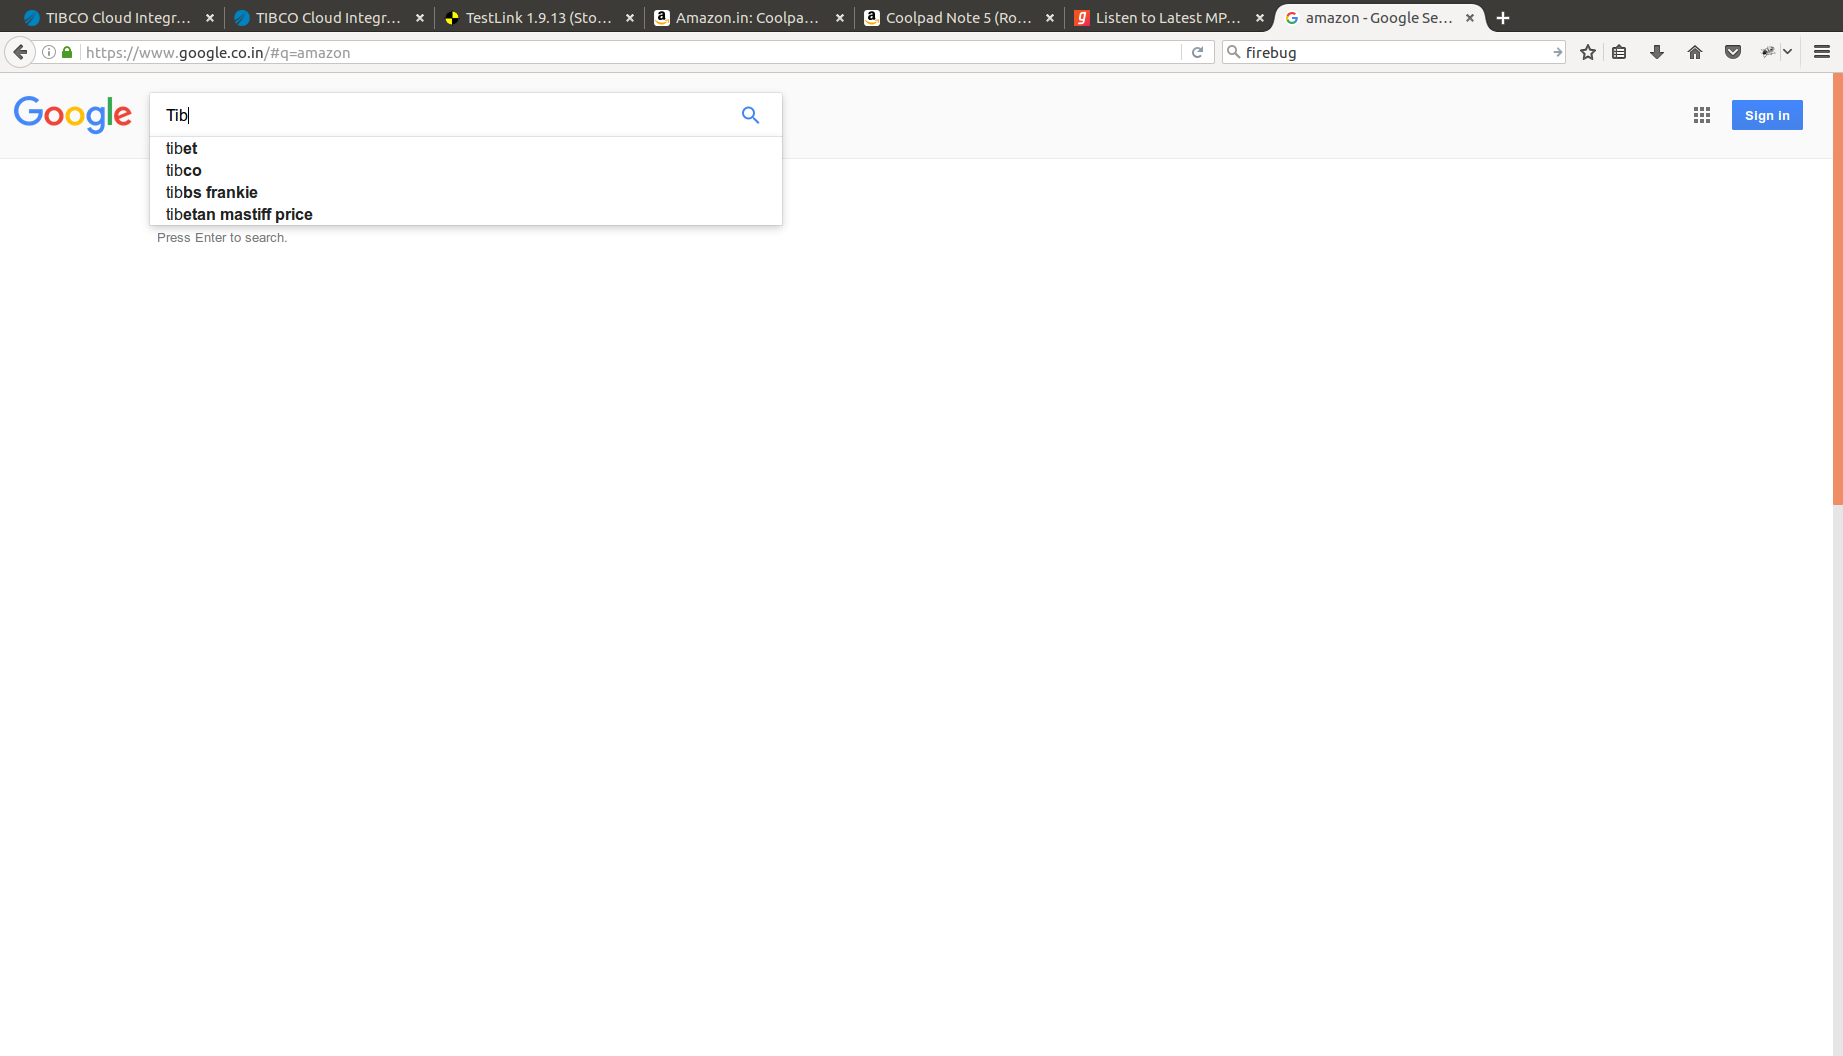 TIBCO Cloud Integr...
TIBCO Cloud Integr...
TestLink 1.9.13 (Sto...
Amazon.in: Coolpa...
Coolpad Note 5 (Ro...
Listen to Latest MP...
amazon - Google Se...
https://www.google.co.in/#q=amazon
firebug
Google
Tib
Sign in
tibet
tibco
tibbs frankie
tibetan mastiff price
Press Enter to search.